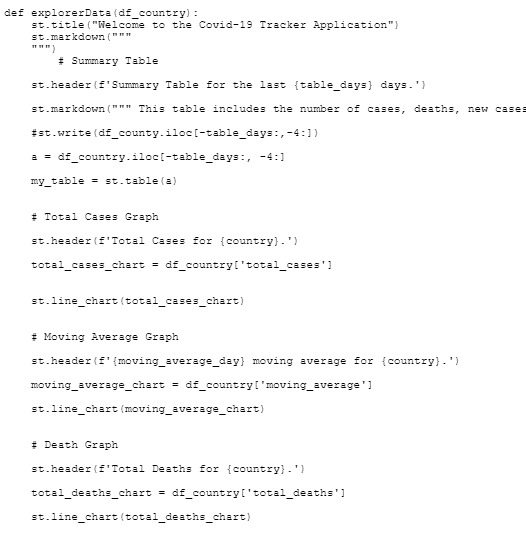 def explorerData(df_country):
    st.title("Welcome to the Covid-19 Tracker Application")
    st.markdown("""
    """)
        # Summary Table
    st.header(f'Summary Table for the last {table_days} days.')
    st.markdown(""" This table includes the number of cases, deaths, new cases
    #st.write(df_county.iloc[-table_days:,-4:])
    a = df_country.iloc[-table_days:, -4:]
    my_table = st.table(a)
    # Total Cases Graph
    st.header(f'Total Cases for {country}.')
    total_cases_chart = df_country['total_cases']
    st.line_chart(total_cases_chart)
    # Moving Average Graph
    st.header(f'{moving_average_day} moving average for {country}.')
    moving_average_chart = df_country['moving_average']
    st.line_chart(moving_average_chart)
    # Death Graph
    st.header(f'Total Deaths for {country}.')
    total_deaths_chart = df_country['total_deaths']
    st.line_chart(total_deaths_chart)